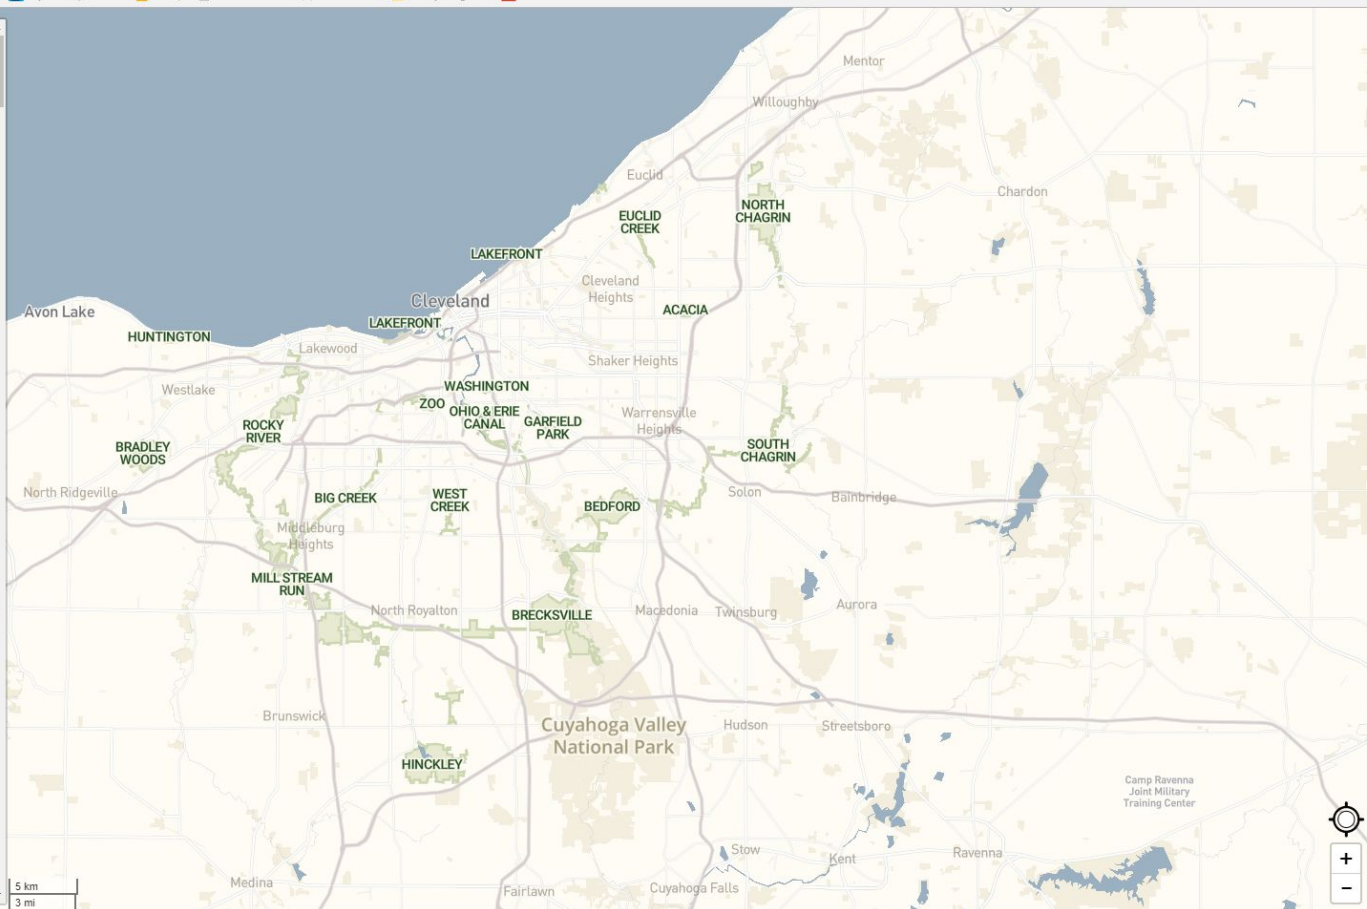 Mentor
Willoughby
Euclid
Chardon
NORTH
CHAGRIN
EUCLID
CREEK
LAKEFRONT
Cleveland
Heights
Cleveland
Avon Lake
ACACIA
LAKEFRONT
HUNTINGTON
Lakewood
Shaker Heights
Westlake
WASHINGTON
ZOO
OHIO & ERIE
CANAL
GARFIELD
PARK
Warrensville
Heights
ROCKY
RIVER
BRADLEY
WOODS
SOUTH
CHAGRIN
North Ridgeville
BIG CREEK
WEST
CREEK
BEDFORD
Solon
Bainbridge
Middleburg
Heights
MILL STREAM
RUN
North Royalton
BRECKSVILLE
Macedonia
Twinsburg
Aurora
Brunswick
Cuyahoga Valley
National Park
Hudson
Streetsboro
HINCKLEY
Camp Ravenna
Joint Military
Training Center
Stow
Kent
Ravenna
Medina
Fairlawn
Cuyahoga Falls
5 km
3 mi
+
−